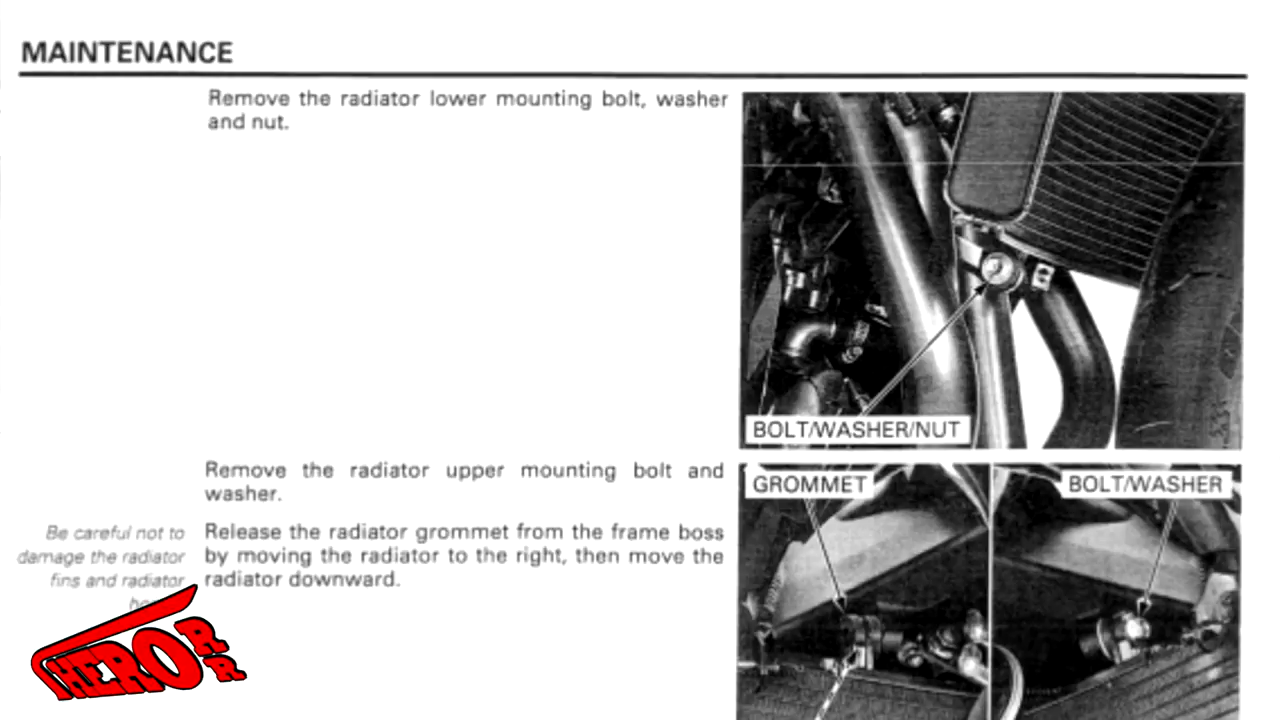 MAINTENANCE
Remove the radiator lower mounting bolt, washer
and nut.
BOLT/WASHER/NUT
Remove the radiator upper mounting bolt and
washer.
Be careful not to
damage the radiator
fins and radiator
Release the radiator grommet from the frame boss
by moving the radiator to the right, then move the
radiator downward.
GROMMET
BOLT/WASHER
HERO
RR